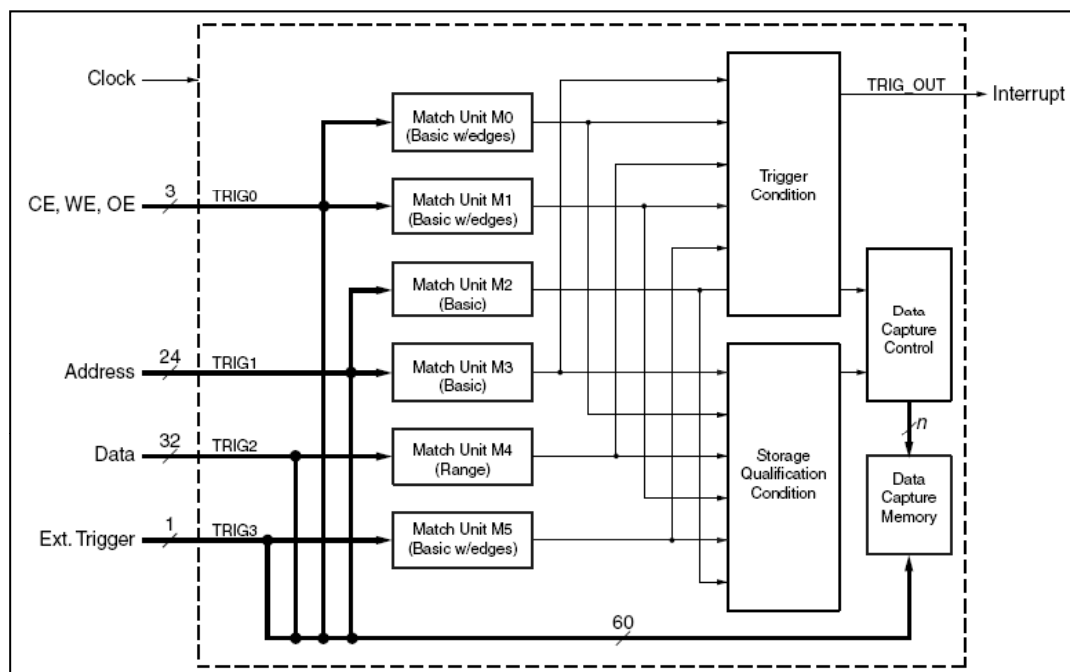 Clock
TRIG_OUT
Interrupt
Match Unit M0
(Basic w/edges)
Trigger
Condition
CE, WE, OE
3
TRIG0
Match Unit M1
(Basic w/edges)
Match Unit M2
(Basic)
Data
Capture
Control
Address
24
TRIG1
Match Unit M3
(Basic)
n
Data
32
TRIG2
Match Unit M4
(Range)
Storage
Qualification
Condition
Data
Capture
Memory
Ext. Trigger
1
TRIG3
Match Unit M5
(Basic w/edges)
60